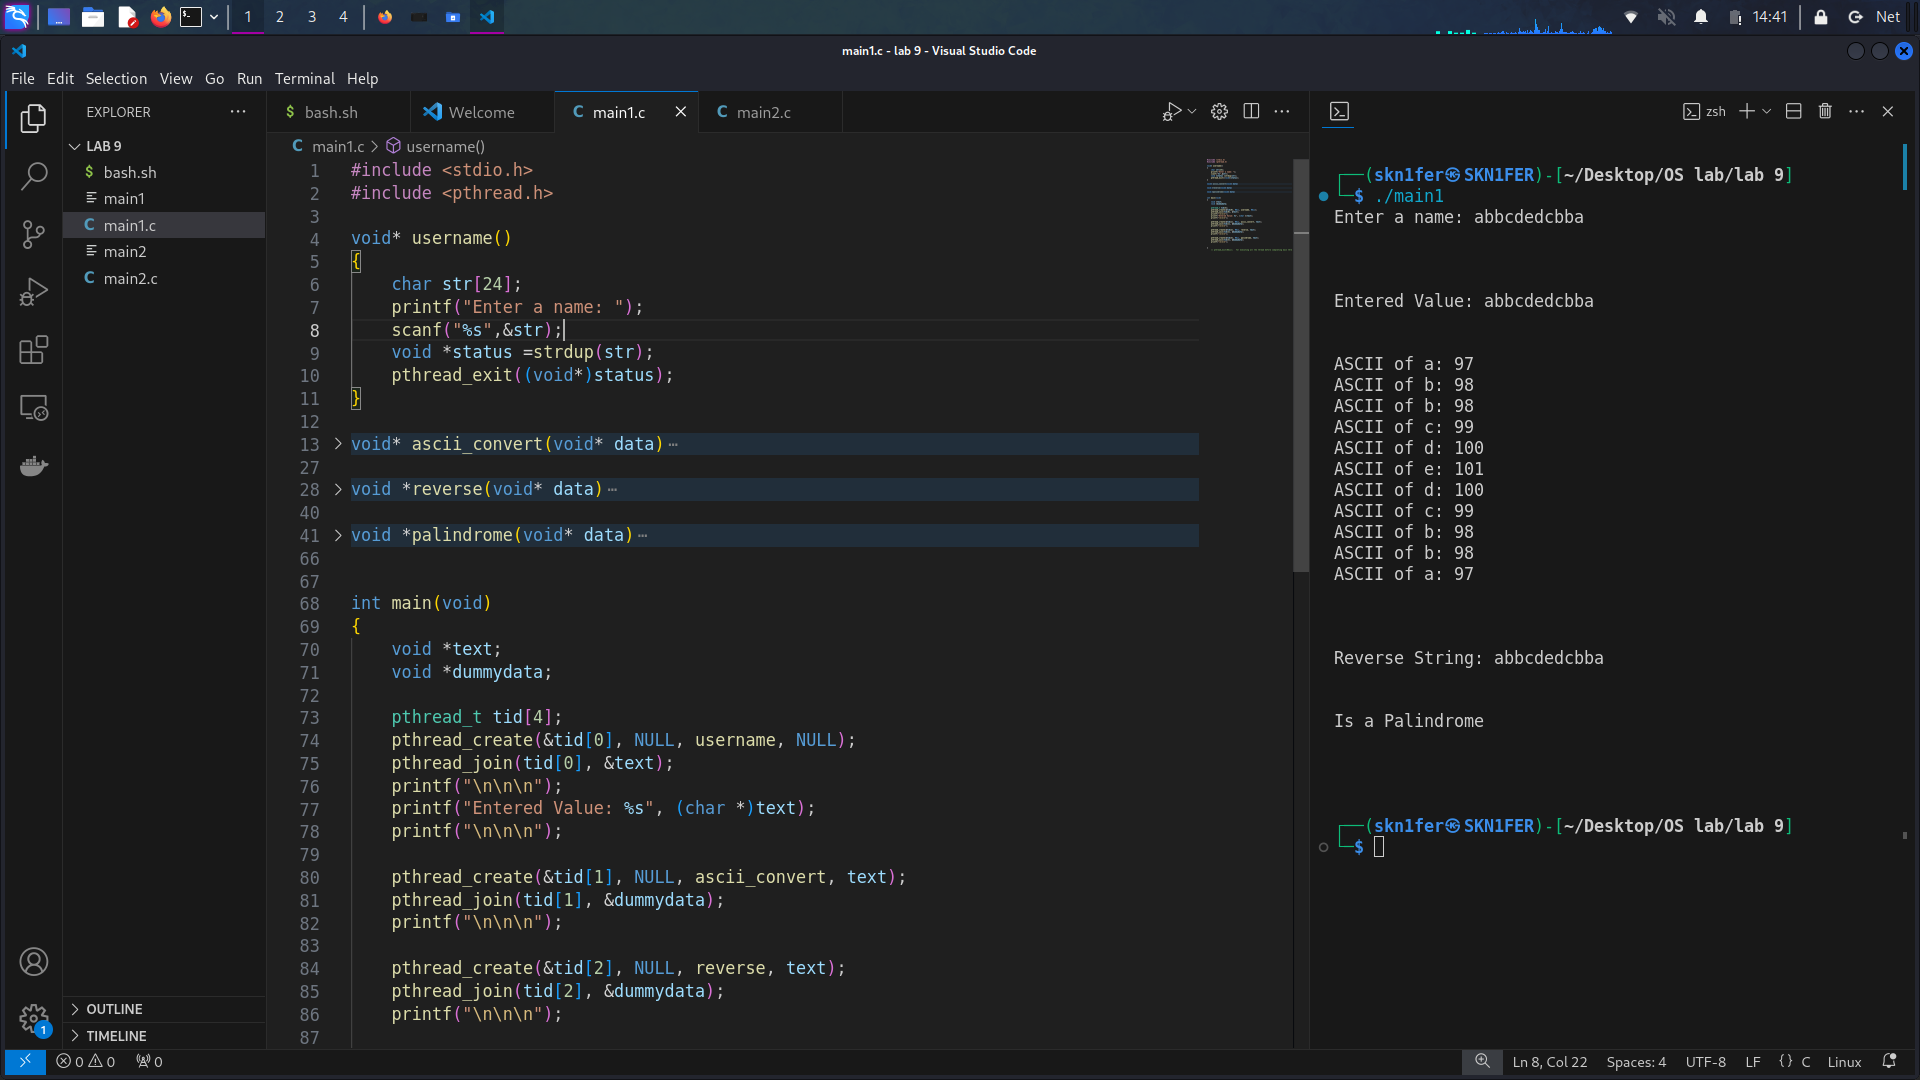 1 2 3 4 14:41 Net
main1.c - lab 9 - Visual Studio Code
File Edit Selection View Go Run Terminal Help
EXPLORER
LAB 9
$ bash.sh
main1
C main1.c
main2
C main2.c
OUTLINE
TIMELINE
1
$ bash.sh Welcome C main1.c C main2.c
C main1.c > username()
1 #include <stdio.h>
2 #include <pthread.h>
3
4 void* username()
5 {
6 char str[24];
7 printf("Enter a name: ");
8 scanf("%s",&str);
9 void *status =strdup(str);
10 pthread_exit((void*)status);
11 }
12
13 void* ascii_convert(void* data)⋯
27
28 void *reverse(void* data)⋯
40
41 void *palindrome(void* data)⋯
66
67
68 int main(void)
69 {
70 void *text;
71 void *dummydata;
72
73 pthread_t tid[4];
74 pthread_create(&tid[0], NULL, username, NULL);
75 pthread_join(tid[0], &text);
76 printf("\n\n\n");
77 printf("Entered Value: %s", (char *)text);
78 printf("\n\n\n");
79
80 pthread_create(&tid[1], NULL, ascii_convert, text);
81 pthread_join(tid[1], &dummydata);
82 printf("\n\n\n");
83
84 pthread_create(&tid[2], NULL, reverse, text);
85 pthread_join(tid[2], &dummydata);
86 printf("\n\n\n");
87
zsh
┌──(skn1fer㉿SKN1FER)-[~/Desktop/OS lab/lab 9]
└─$ ./main1
Enter a name: abbcdedcbba
Entered Value: abbcdedcbba
ASCII of a: 97
ASCII of b: 98
ASCII of b: 98
ASCII of c: 99
ASCII of d: 100
ASCII of e: 101
ASCII of d: 100
ASCII of c: 99
ASCII of b: 98
ASCII of b: 98
ASCII of a: 97
Reverse String: abbcdedcbba
Is a Palindrome
┌──(skn1fer㉿SKN1FER)-[~/Desktop/OS lab/lab 9]
└─$
0 0 0 Ln 8, Col 22 Spaces: 4 UTF-8 LF {} C Linux